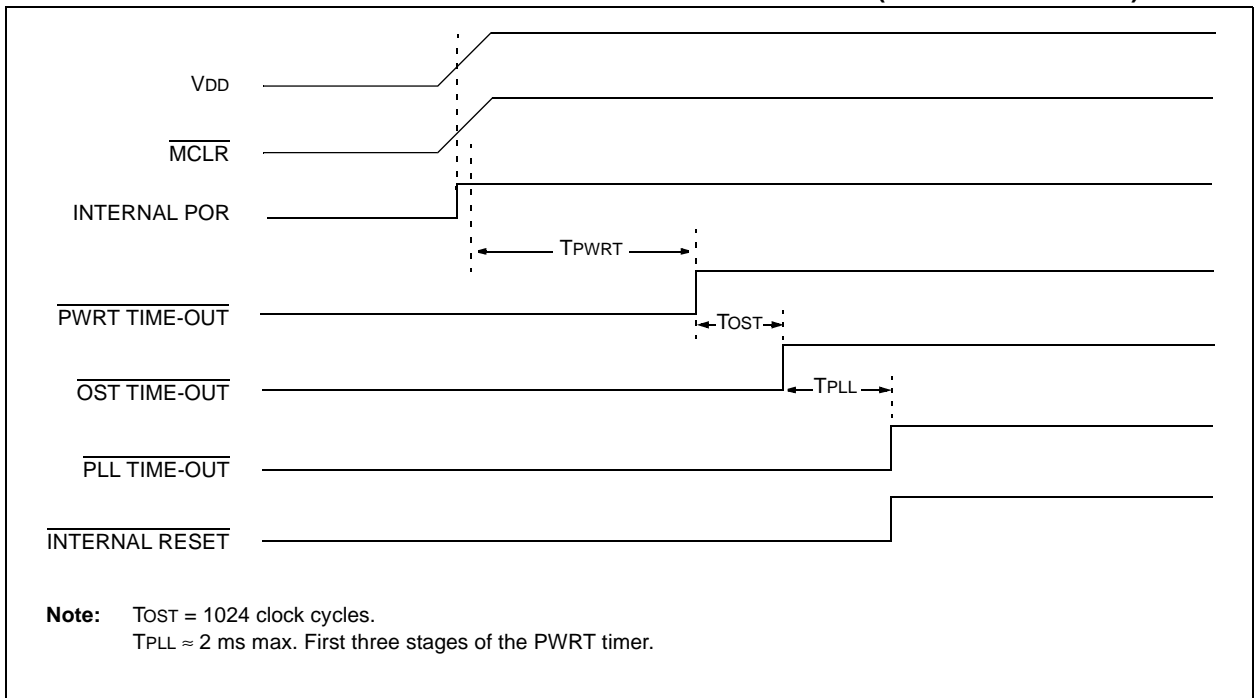 VDD
MCLR
INTERNAL POR
TPWRT
PWRT TIME-OUT
TOST
OST TIME-OUT
TPLL
PLL TIME-OUT
INTERNAL RESET
Note: TOST = 1024 clock cycles.
TPLL ≈ 2 ms max. First three stages of the PWRT timer.